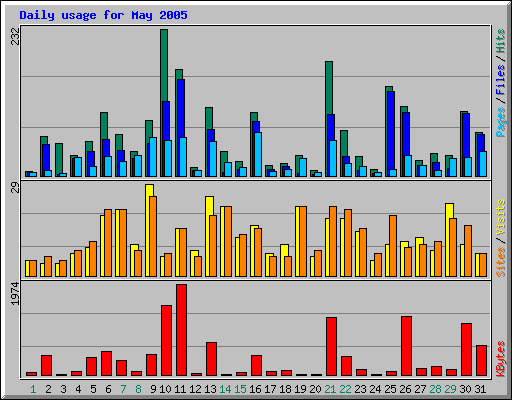 Daily usage for May 2005
232
Pages / Files / Hits
29
Sites / Visits
1974
KBytes
1 2 3 4 5 6 7 8 9 10 11 12 13 14 15 16 17 18 19 20 21 22 23 24 25 26 27 28 29 30 31